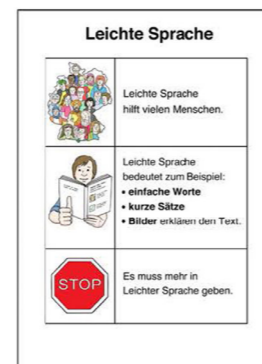 Leichte Sprache
Leichte Sprache
hilft vielen Menschen.
Leichte Sprache
bedeutet zum Beispiel:
• einfache Worte
• kurze Sätze
• Bilder erklären den Text.
STOP
Es muss mehr in
Leichter Sprache geben.